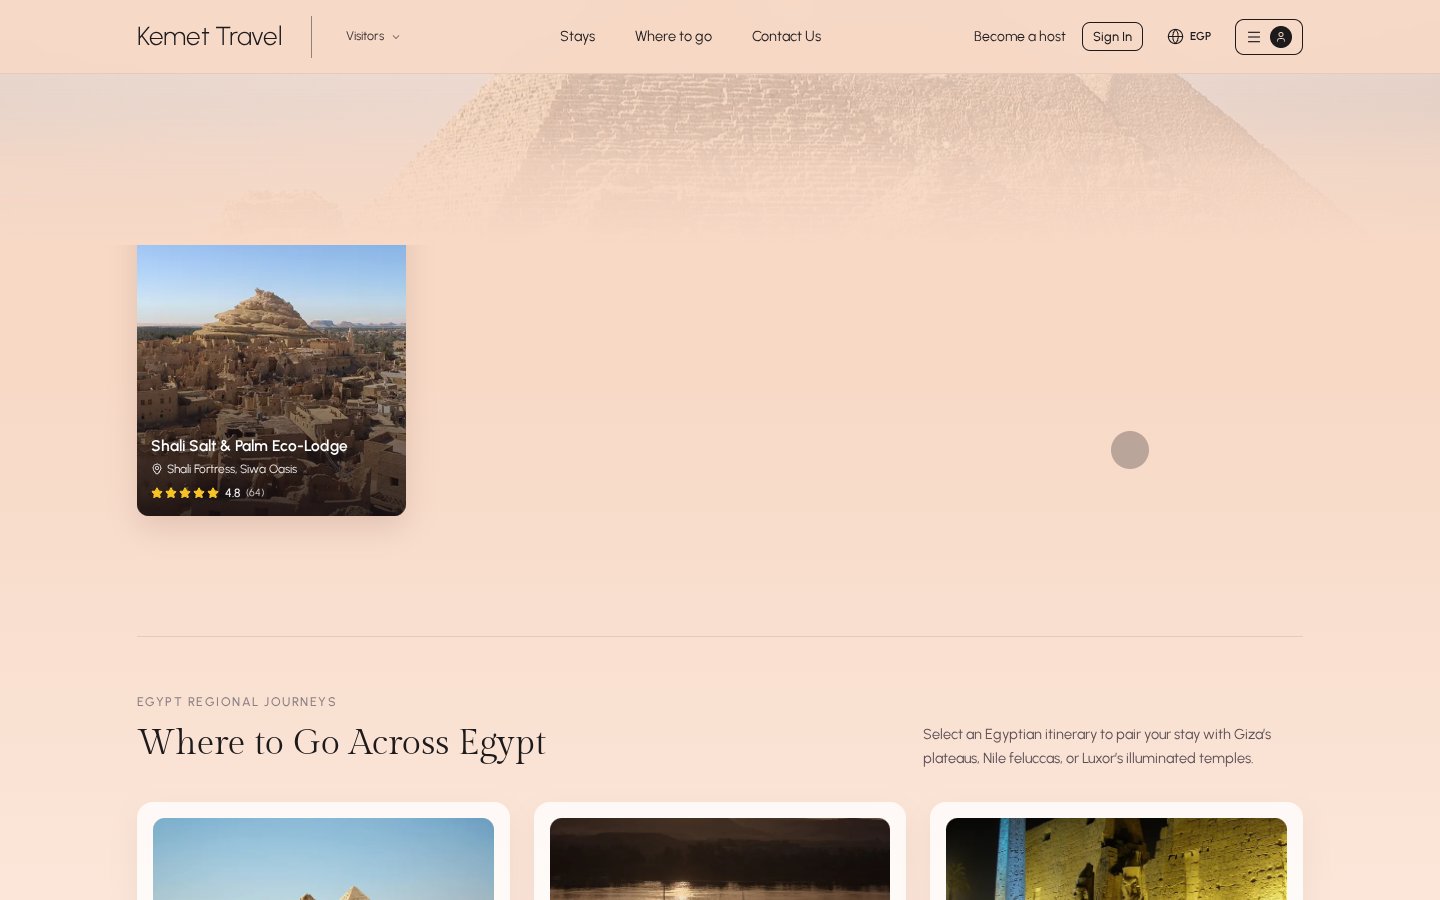 Kemet Travel
Visitors
Stays
Where to go
Contact Us
Become a host
Sign In
EGP
Shali Salt & Palm Eco-Lodge
Shali Fortress, Siwa Oasis
4.8 (64)
EGYPT REGIONAL JOURNEYS
Where to Go Across Egypt
Select an Egyptian itinerary to pair your stay with Giza's
plateaus, Nile feluccas, or Luxor's illuminated temples.